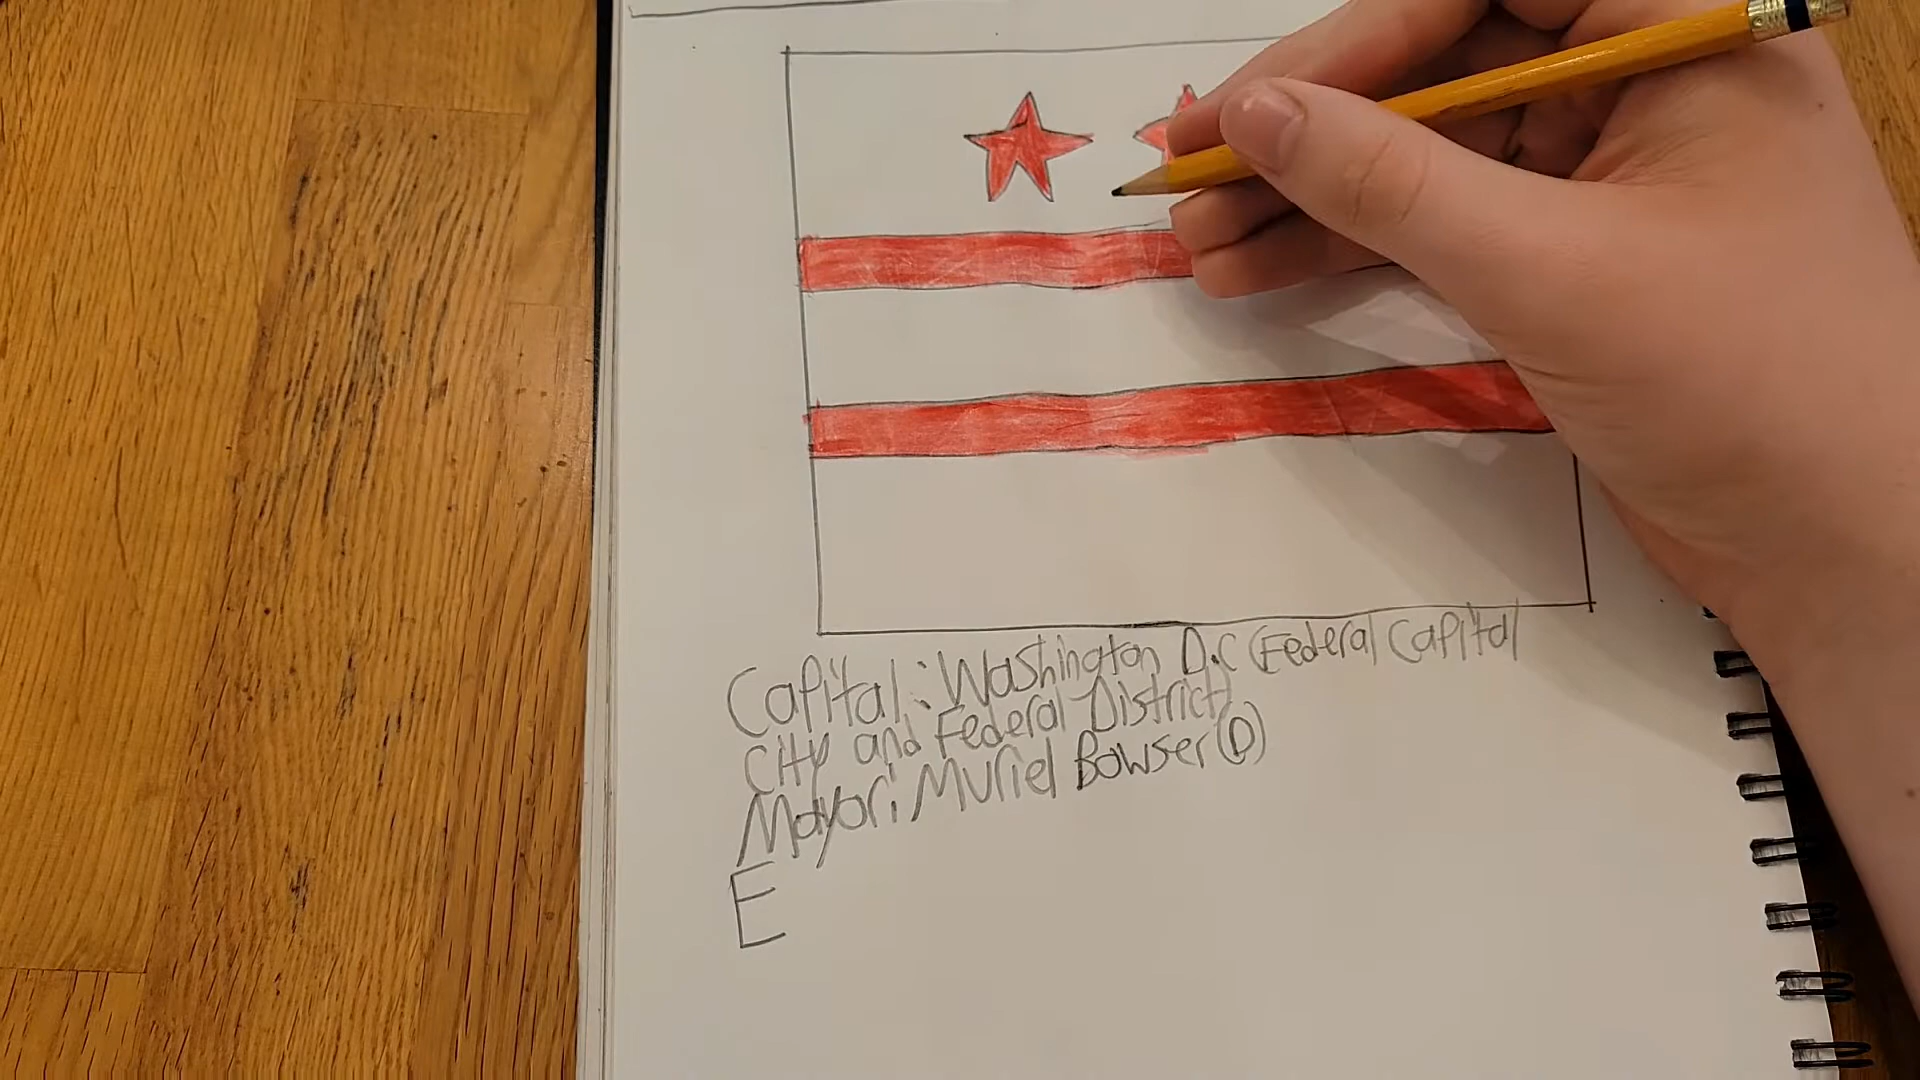 Capital: Washington D.C (Federal Capital
City and Federal District)
Mayor: Muriel Bowser (D)
E